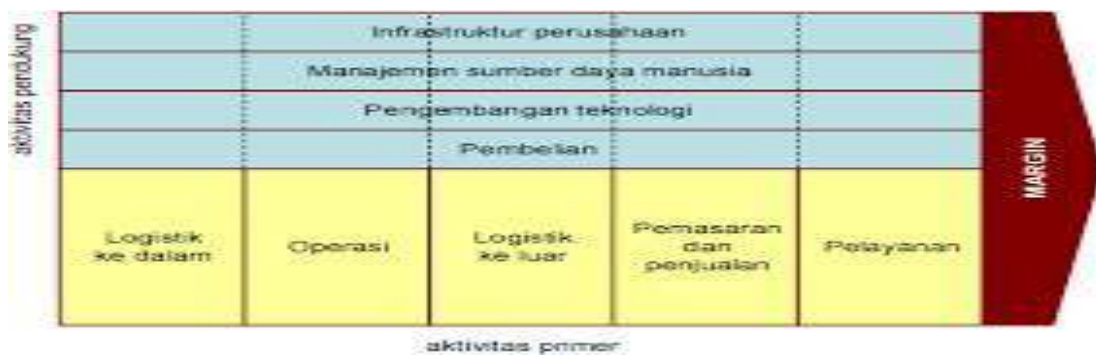 aktivitas pendukung
Infrastruktur perusahaan
Manajemen sumber daya manusia
Pengembangan teknologi
Pembelian
Logistik
ke dalam
Operasi
Logistik
ke luar
Pemasaran
dan
penjualan
Pelayanan
MARGIN
aktivitas primer